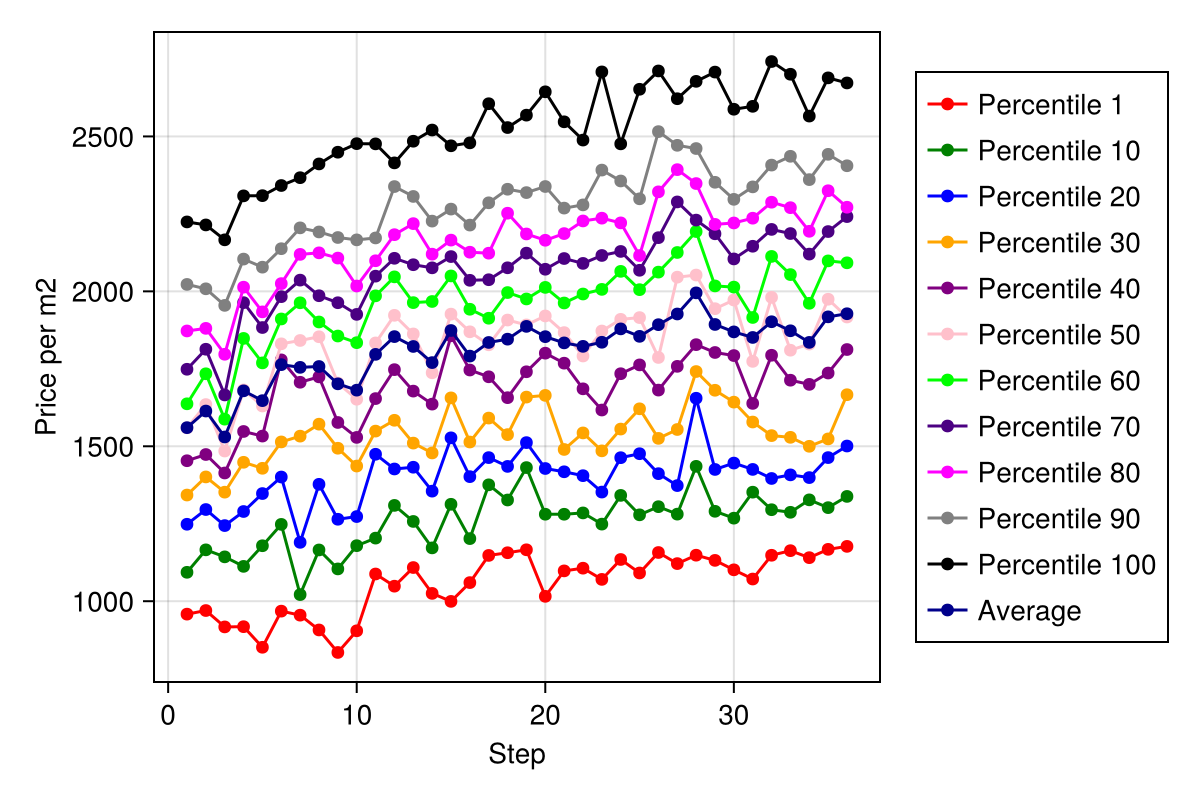 Price per m2
2500
2000
1500
1000
0
10
20
30
Step
Percentile 1
Percentile 10
Percentile 20
Percentile 30
Percentile 40
Percentile 50
Percentile 60
Percentile 70
Percentile 80
Percentile 90
Percentile 100
Average